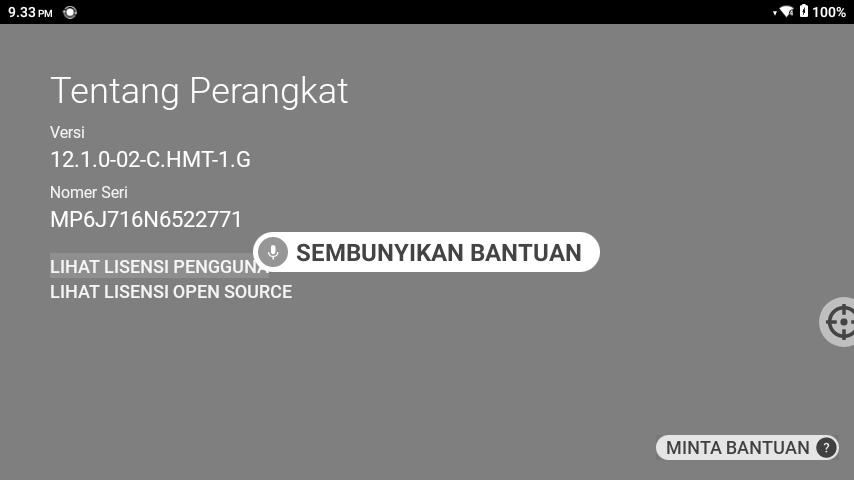 9.33 PM
100%
Tentang Perangkat
Versi
12.1.0-02-C.HMT-1.G
Nomer Seri
MP6J716N6522771
SEMBUNYIKAN BANTUAN
LIHAT LISENSI PENGGUNA
LIHAT LISENSI OPEN SOURCE
MINTA BANTUAN ?